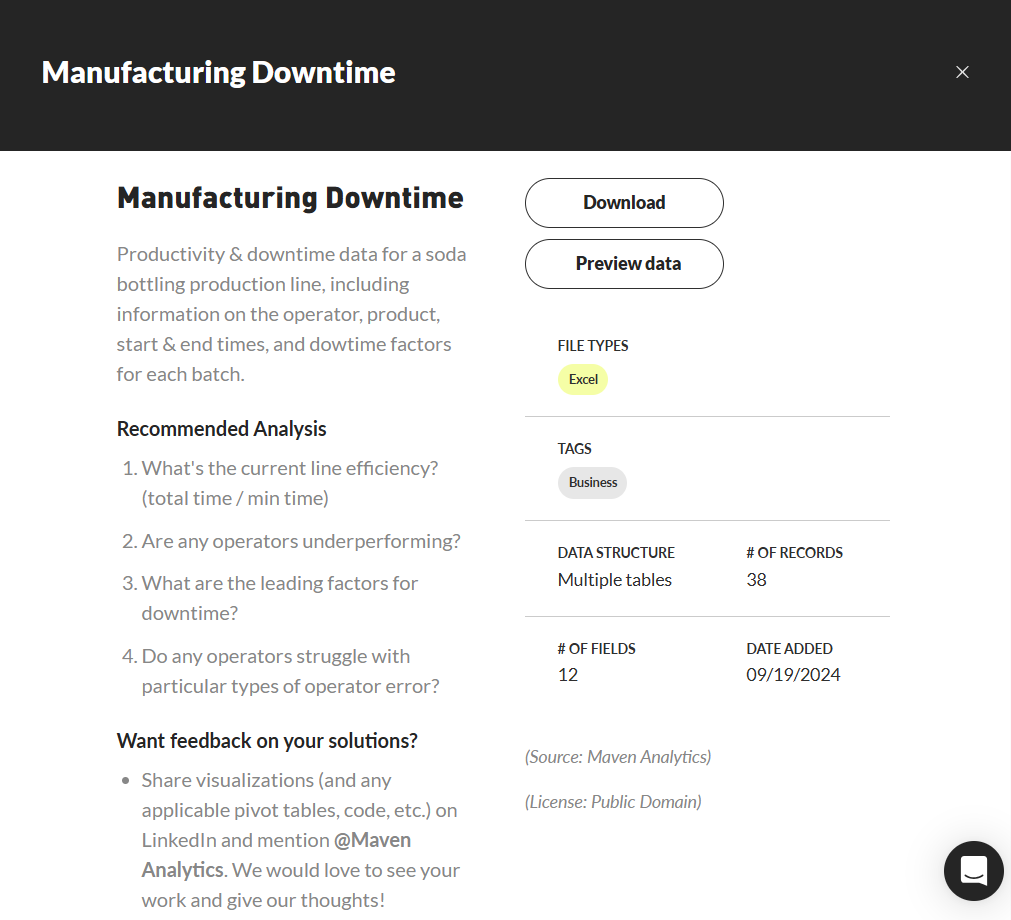 Manufacturing Downtime
Manufacturing Downtime
Productivity & downtime data for a soda
bottling production line, including
information on the operator, product,
start & end times, and dowtime factors
for each batch.
Recommended Analysis
1. What's the current line efficiency?
(total time / min time)
2. Are any operators underperforming?
3. What are the leading factors for
downtime?
4. Do any operators struggle with
particular types of operator error?
Want feedback on your solutions?
• Share visualizations (and any
applicable pivot tables, code, etc.) on
LinkedIn and mention @Maven
Analytics. We would love to see your
work and give our thoughts!
Download
Preview data
FILE TYPES
Excel
TAGS
Business
DATA STRUCTURE
Multiple tables
# OF RECORDS
38
# OF FIELDS
12
DATE ADDED
09/19/2024
(Source: Maven Analytics)
(License: Public Domain)